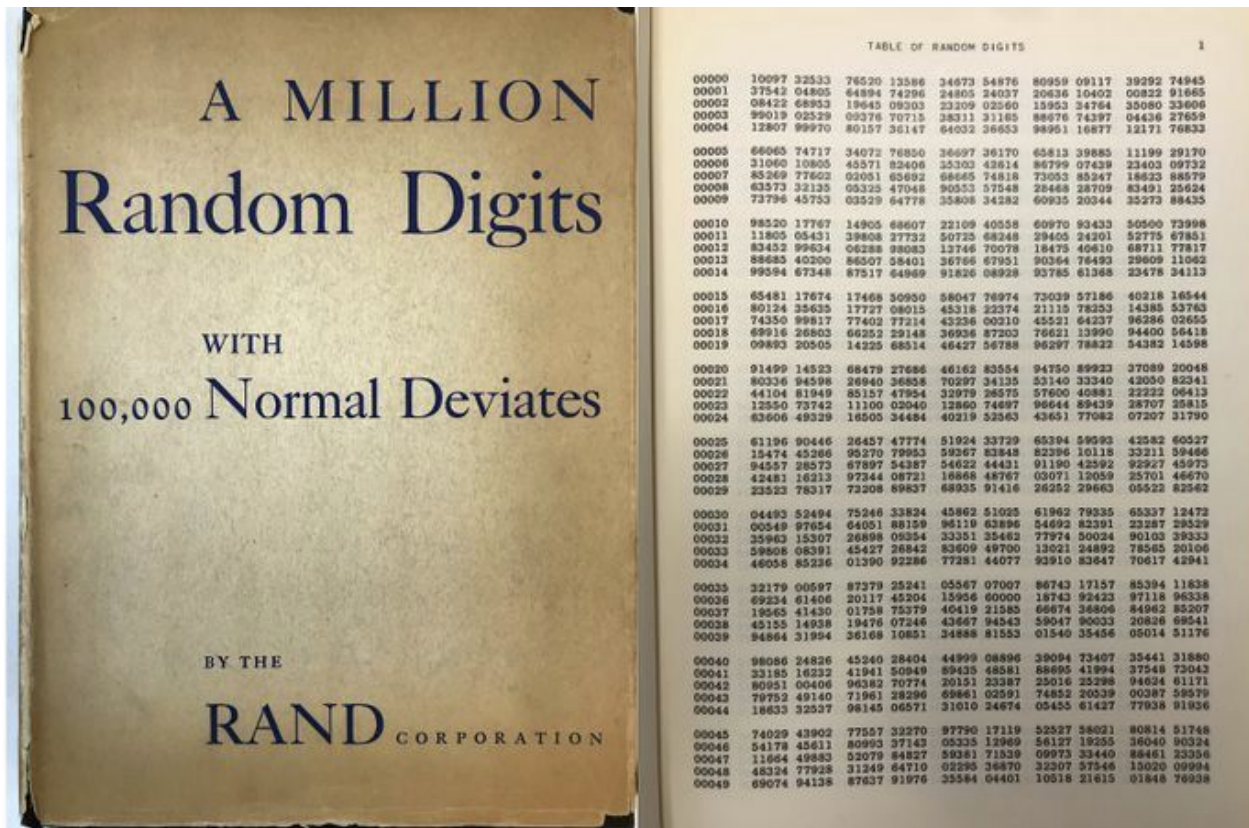 A MILLION
Random Digits
WITH
100,000 Normal Deviates
BY THE
RAND CORPORATION
TABLE OF RANDOM DIGITS 1
00000 10097 32533 76520 13586 34673 54876 80959 09117 39292 74945
00001 37542 04805 64894 74296 24805 24037 20636 10402 00822 91665
00002 08422 68953 19645 09303 23209 02560 15953 34764 35080 33606
00003 99019 02529 09376 70715 38311 31165 88676 74397 04436 27659
00004 12807 99970 80157 36147 64032 36653 98951 16877 12171 76833
00005 66065 74717 34072 76850 36697 36170 65813 39885 11199 29170
00006 31060 10805 45571 82406 35303 42614 86799 07439 23403 09732
00007 85269 77602 02051 65692 68665 74818 73053 85247 18623 88579
00008 63573 32135 05325 47048 90553 57548 28468 28709 83491 25624
00009 73796 45753 03529 64778 35808 34282 60935 20344 35273 88435
00010 98520 17767 14905 68607 22109 40558 60970 93433 50500 73998
00011 11805 05431 39808 27732 50725 68248 29405 24201 52775 67851
00012 83452 99634 06288 98083 13746 70078 18475 40610 68711 77817
00013 88685 40200 86507 58401 36766 67951 90364 76493 29609 11062
00014 99594 67348 87517 64969 91826 08928 93785 61368 23478 34113
00015 65481 17674 17468 50950 58047 76974 73039 57186 40218 16544
00016 80124 35635 17727 08015 45318 22374 21115 78253 14385 53763
00017 74350 99817 77402 77214 43236 00210 45521 64237 96286 02655
00018 69916 26803 66252 29148 36936 87203 76621 13990 94400 56418
00019 09893 20505 14225 68514 46427 56788 96297 78822 54382 14598
00020 91499 14523 68479 27686 46162 83554 94750 89923 37089 20048
00021 80336 94598 26940 36858 70297 34135 53140 33340 42050 82341
00022 44104 81949 85157 47954 32979 26575 57600 40881 22222 06413
00023 12550 73742 11100 02040 12860 74697 96644 89439 28707 25815
00024 63606 49329 16505 34484 40219 52563 43651 77082 07207 31790
00025 61196 90446 26457 47774 51924 33729 65394 59593 42582 60527
00026 15474 45266 95270 79953 59367 83848 82396 10118 33211 59466
00027 94557 28573 67897 54387 54622 44431 91190 42592 92927 45973
00028 42481 16213 97344 08721 16868 48767 03071 12059 25701 46670
00029 23523 78317 73208 89837 68935 91416 26252 29663 05522 82562
00030 04493 52494 75246 33824 45862 51025 61962 79335 65337 12472
00031 00549 97654 64051 88159 96119 63896 54692 82391 23287 29529
00032 35963 15307 26898 09354 33351 35462 77974 50024 90103 39333
00033 59808 08391 45427 26842 83609 49700 13021 24892 78565 20106
00034 46058 85236 01390 92286 77281 44077 93910 83647 70617 42941
00035 32179 00597 87379 25241 05567 07007 86743 17157 85394 11838
00036 69234 61406 20117 45204 15956 60000 18743 92423 97118 96338
00037 19565 41430 01758 75379 40419 21585 66674 36806 84962 85207
00038 45155 14938 19476 07246 43667 94543 59047 90033 20826 69541
00039 94864 31994 36168 10851 34888 81553 01540 35456 05014 51176
00040 98086 24826 45240 28404 44999 08896 39094 73407 35441 31880
00041 33185 16232 41941 50949 89435 48581 88695 41994 37548 73043
00042 80951 00406 96382 70774 20151 23387 25016 25298 94624 61171
00043 79752 49140 71961 28296 69861 02591 74852 20539 00387 59579
00044 18633 32537 98145 06571 31010 24674 05455 61427 77938 91936
00045 74029 43902 77557 32270 97790 17119 52527 58021 80814 51748
00046 54178 45611 80993 37143 05335 12969 56127 19255 36040 90324
00047 11664 49883 52079 84827 59381 71539 09973 33440 88461 23356
00048 48324 77928 31249 64710 02295 36870 32307 57546 15020 09994
00049 69074 94138 87637 91976 35584 04401 10518 21615 01848 76938